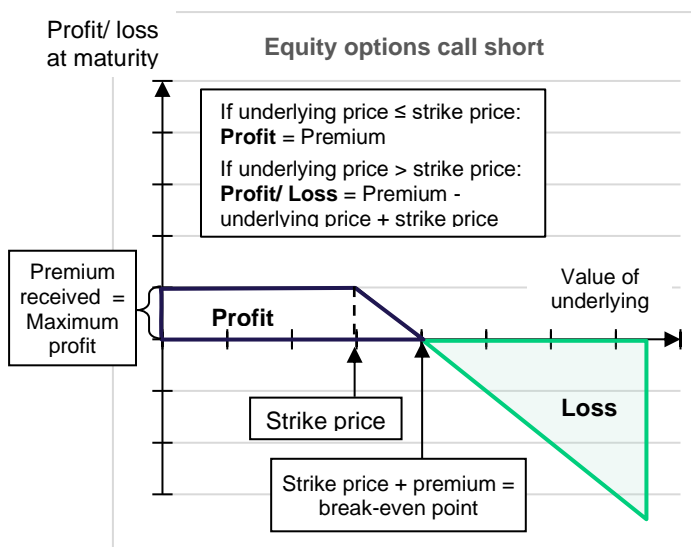 Profit/ loss
at maturity
Equity options call short
If underlying price ≤ strike price:
Profit = Premium
If underlying price > strike price:
Profit/ Loss = Premium -
underlying price + strike price
Premium
received =
Maximum
profit
Profit
Value of
underlying
Strike price
Loss
Strike price + premium =
break-even point